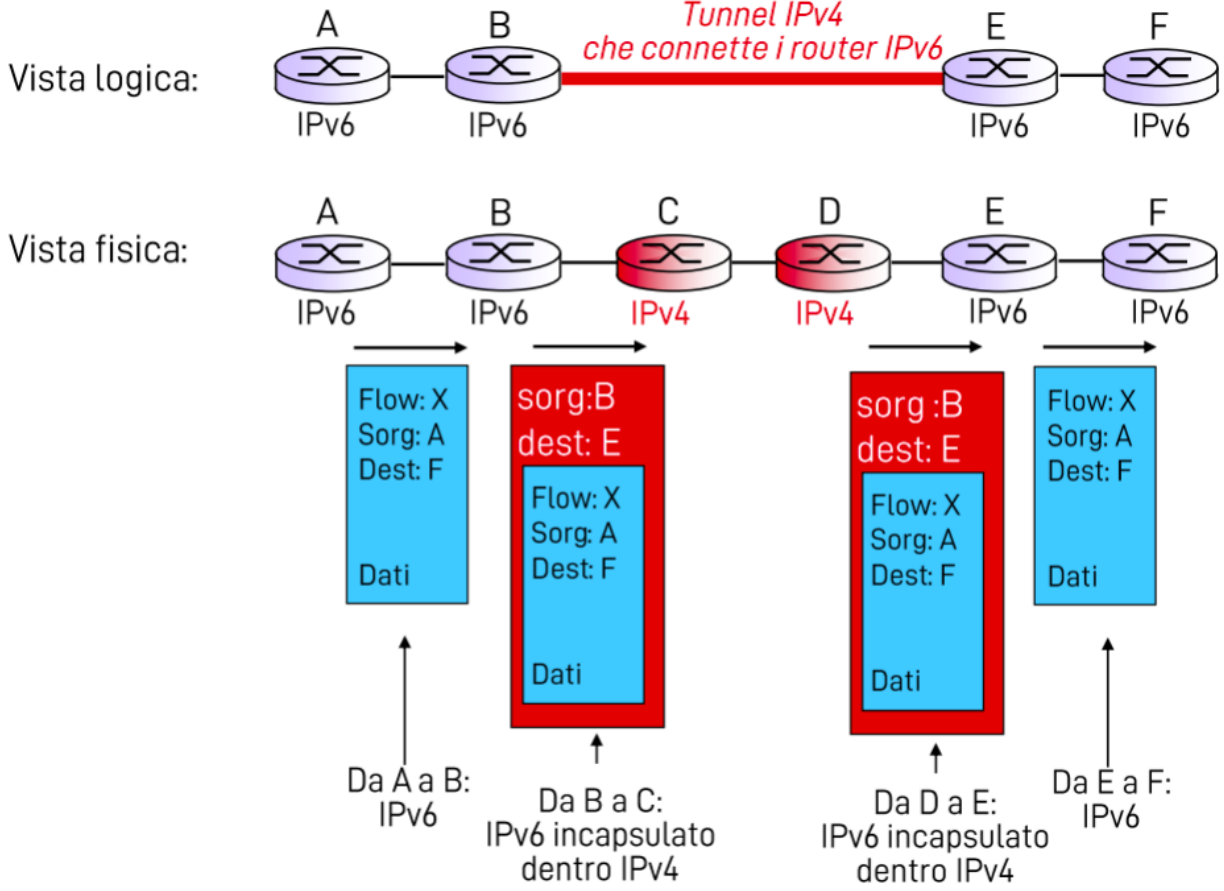 Tunnel IPv4
che connette i router IPv6
A
B
E
F
Vista logica:
IPv6
IPv6
IPv6
IPv6
A
B
C
D
E
F
Vista fisica:
IPv6
IPv6
IPv4
IPv4
IPv6
IPv6
Flow: X
Sorg: A
Dest: F
Dati
sorg:B
dest: E
Flow: X
Sorg: A
Dest: F
Dati
sorg :B
dest: E
Flow: X
Sorg: A
Dest: F
Dati
Flow: X
Sorg: A
Dest: F
Dati
Da A a B:
IPv6
Da B a C:
IPv6 incapsulato
dentro IPv4
Da D a E:
IPv6 incapsulato
dentro IPv4
Da E a F:
IPv6